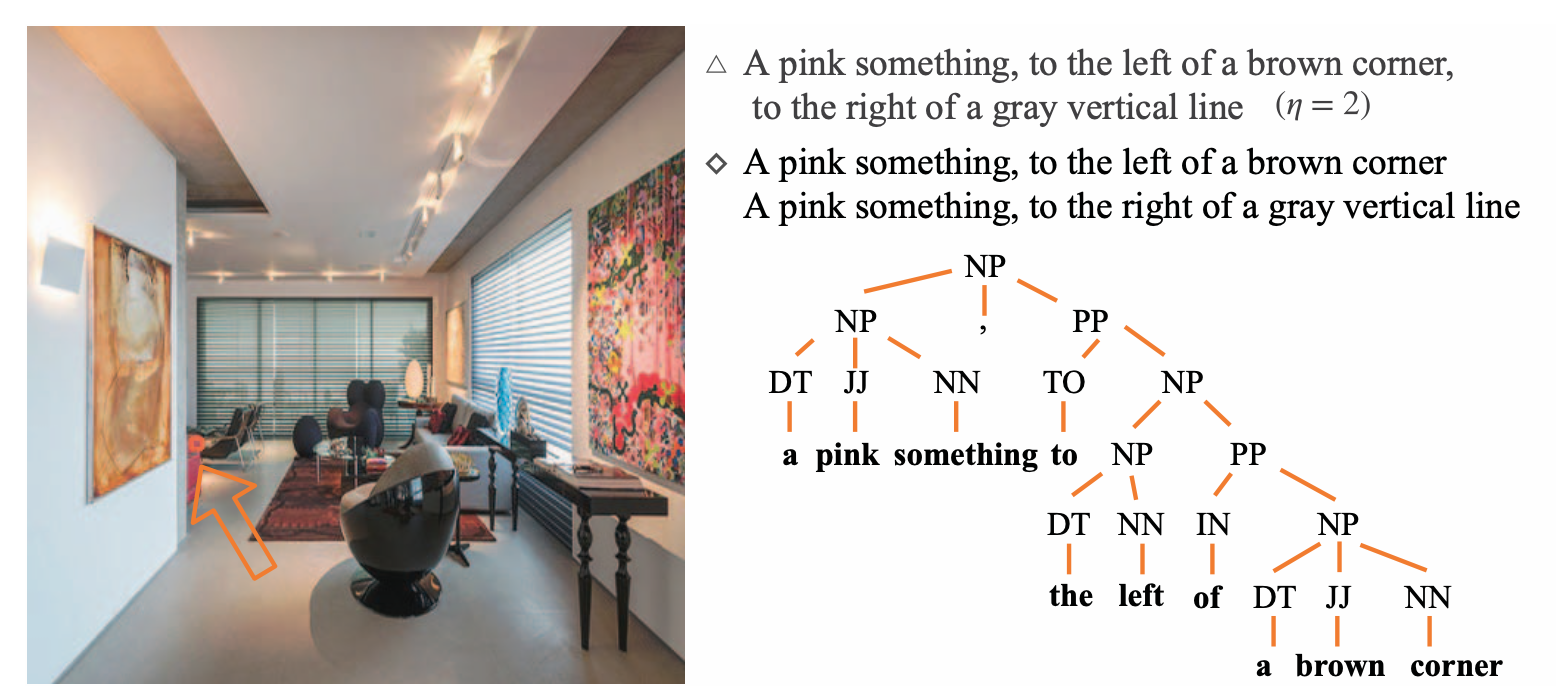 △ A pink something, to the left of a brown corner,
to the right of a gray vertical line (η = 2)
◇ A pink something, to the left of a brown corner
A pink something, to the right of a gray vertical line
NP
NP , PP
DT JJ NN TO NP
a pink something to NP PP
DT NN IN NP
the left of DT JJ NN
a brown corner